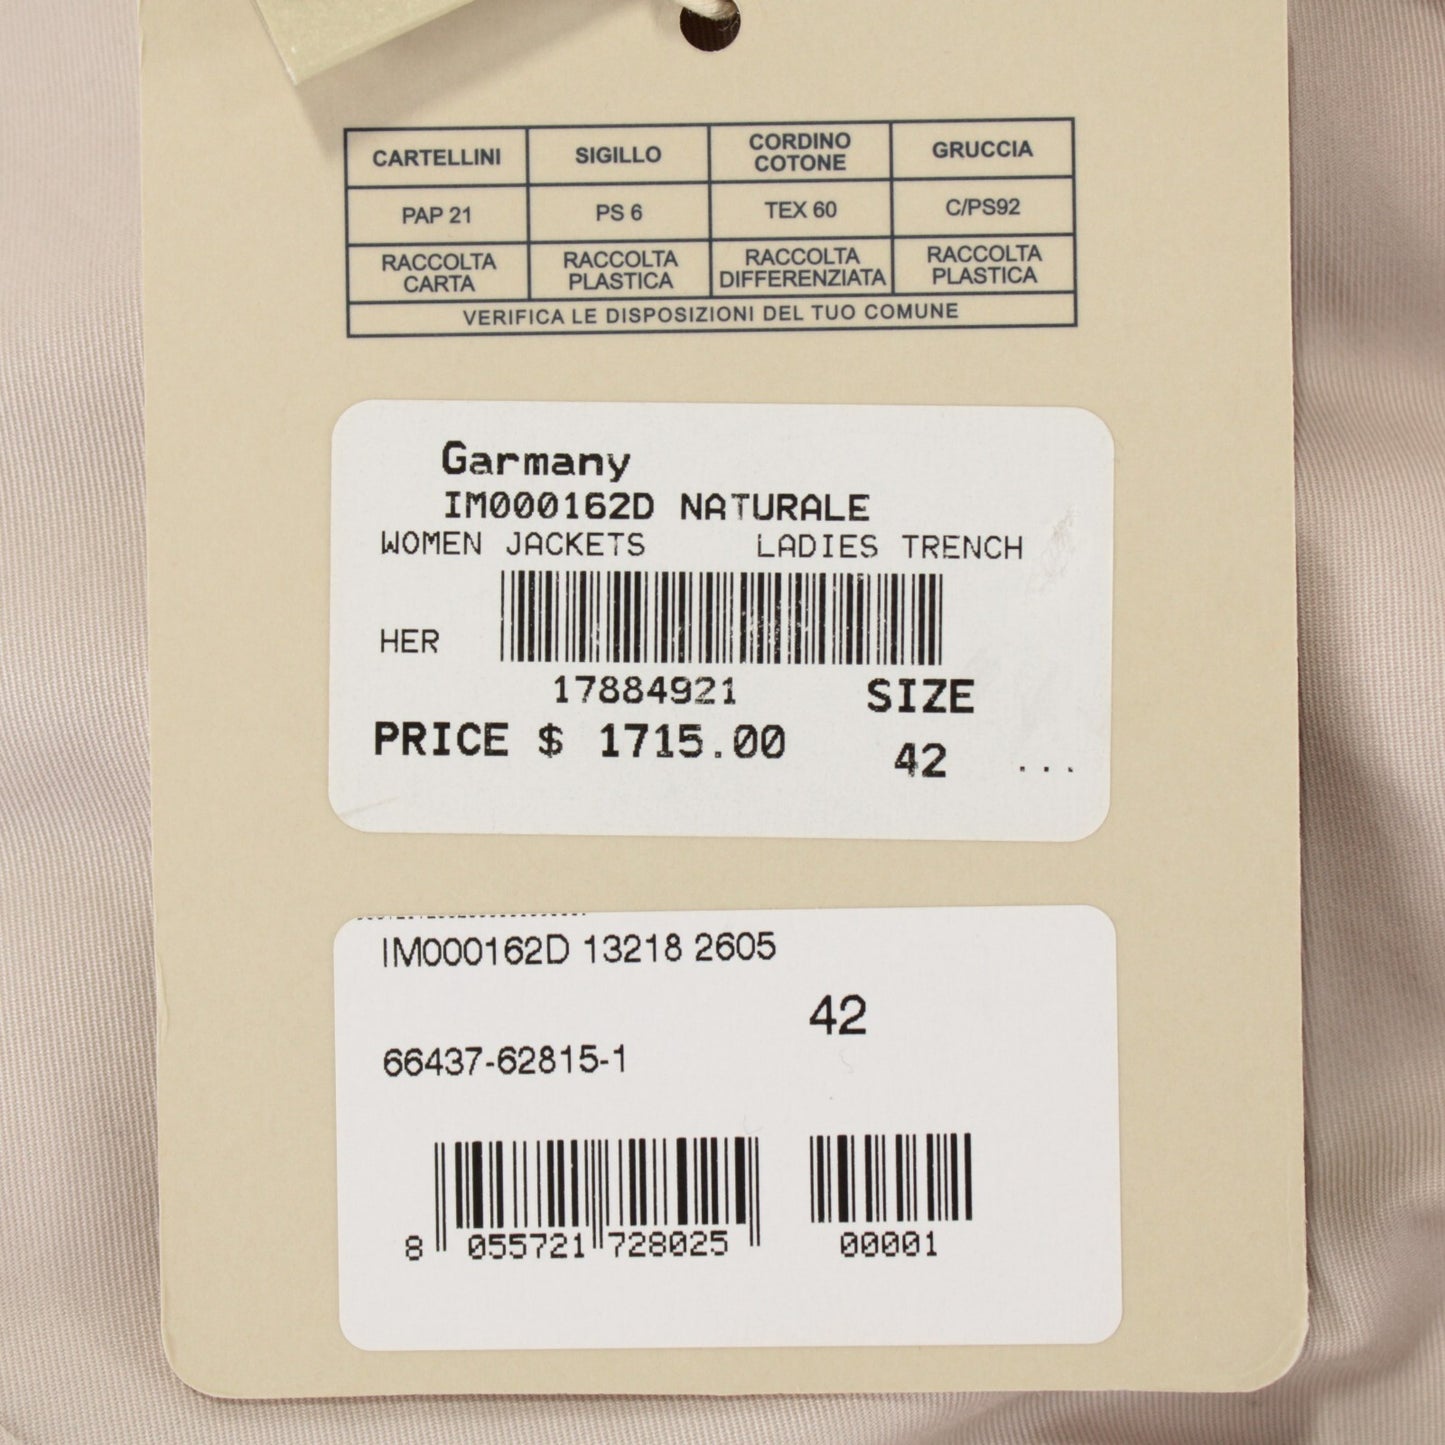 CARTELLINI SIGILLO CORDINO COTONE GRUCCIA
PAP 21 PS 6 TEX 60 C/PS92
RACCOLTA CARTA RACCOLTA PLASTICA RACCOLTA DIFFERENZIATA RACCOLTA PLASTICA
VERIFICA LE DISPOSIZIONI DEL TUO COMUNE
Garmany
IM000162D NATURALE
WOMEN JACKETS LADIES TRENCH
HER
17884921 SIZE
PRICE $ 1715.00
42 ...
IM000162D 13218 2605
42
66437-62815-1
8 055721 728025 00001